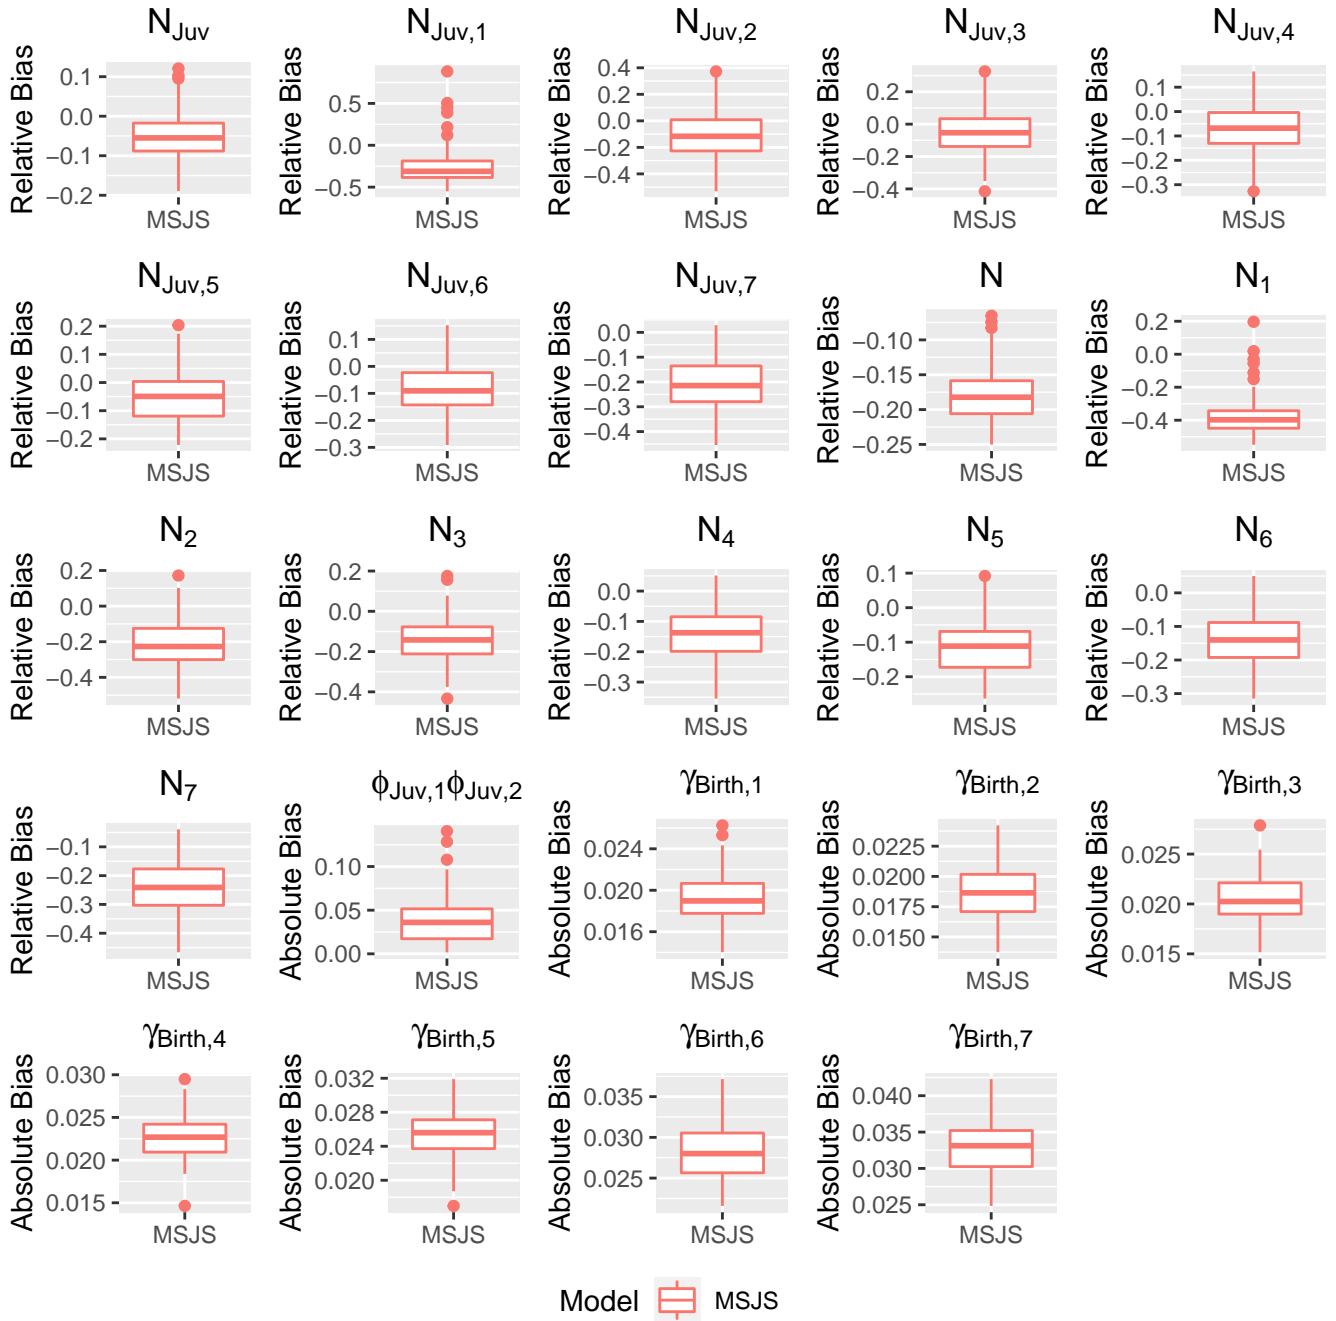 N_Juv N_Juv,1 N_Juv,2 N_Juv,3 N_Juv,4
Relative Bias 0.1 0.0 −0.1 −0.2 MSJS
Relative Bias 0.5 0.0 −0.5 MSJS
Relative Bias 0.4 0.2 0.0 −0.2 −0.4 MSJS
Relative Bias 0.2 0.0 −0.2 −0.4 MSJS
Relative Bias 0.1 0.0 −0.1 −0.2 −0.3 MSJS
N_Juv,5 N_Juv,6 N_Juv,7 N N_1
Relative Bias 0.2 0.1 0.0 −0.1 −0.2 MSJS
Relative Bias 0.1 0.0 −0.1 −0.2 −0.3 MSJS
Relative Bias 0.0 −0.1 −0.2 −0.3 −0.4 MSJS
Relative Bias −0.10 −0.15 −0.20 −0.25 MSJS
Relative Bias 0.2 0.0 −0.2 −0.4 MSJS
N_2 N_3 N_4 N_5 N_6
Relative Bias 0.2 0.0 −0.2 −0.4 MSJS
Relative Bias 0.2 0.0 −0.2 −0.4 MSJS
Relative Bias 0.0 −0.1 −0.2 −0.3 MSJS
Relative Bias 0.1 0.0 −0.1 −0.2 MSJS
Relative Bias 0.0 −0.1 −0.2 −0.3 MSJS
N_7 ϕ_Juv,1ϕ_Juv,2 γ_Birth,1 γ_Birth,2 γ_Birth,3
Relative Bias −0.1 −0.2 −0.3 −0.4 MSJS
Absolute Bias 0.10 0.05 0.00 MSJS
Absolute Bias 0.024 0.020 0.016 MSJS
Absolute Bias 0.0225 0.0200 0.0175 0.0150 MSJS
Absolute Bias 0.025 0.020 0.015 MSJS
γ_Birth,4 γ_Birth,5 γ_Birth,6 γ_Birth,7
Absolute Bias 0.030 0.025 0.020 0.015 MSJS
Absolute Bias 0.032 0.028 0.024 0.020 MSJS
Absolute Bias 0.035 0.030 0.025 MSJS
Absolute Bias 0.040 0.035 0.030 0.025 MSJS
Model MSJS